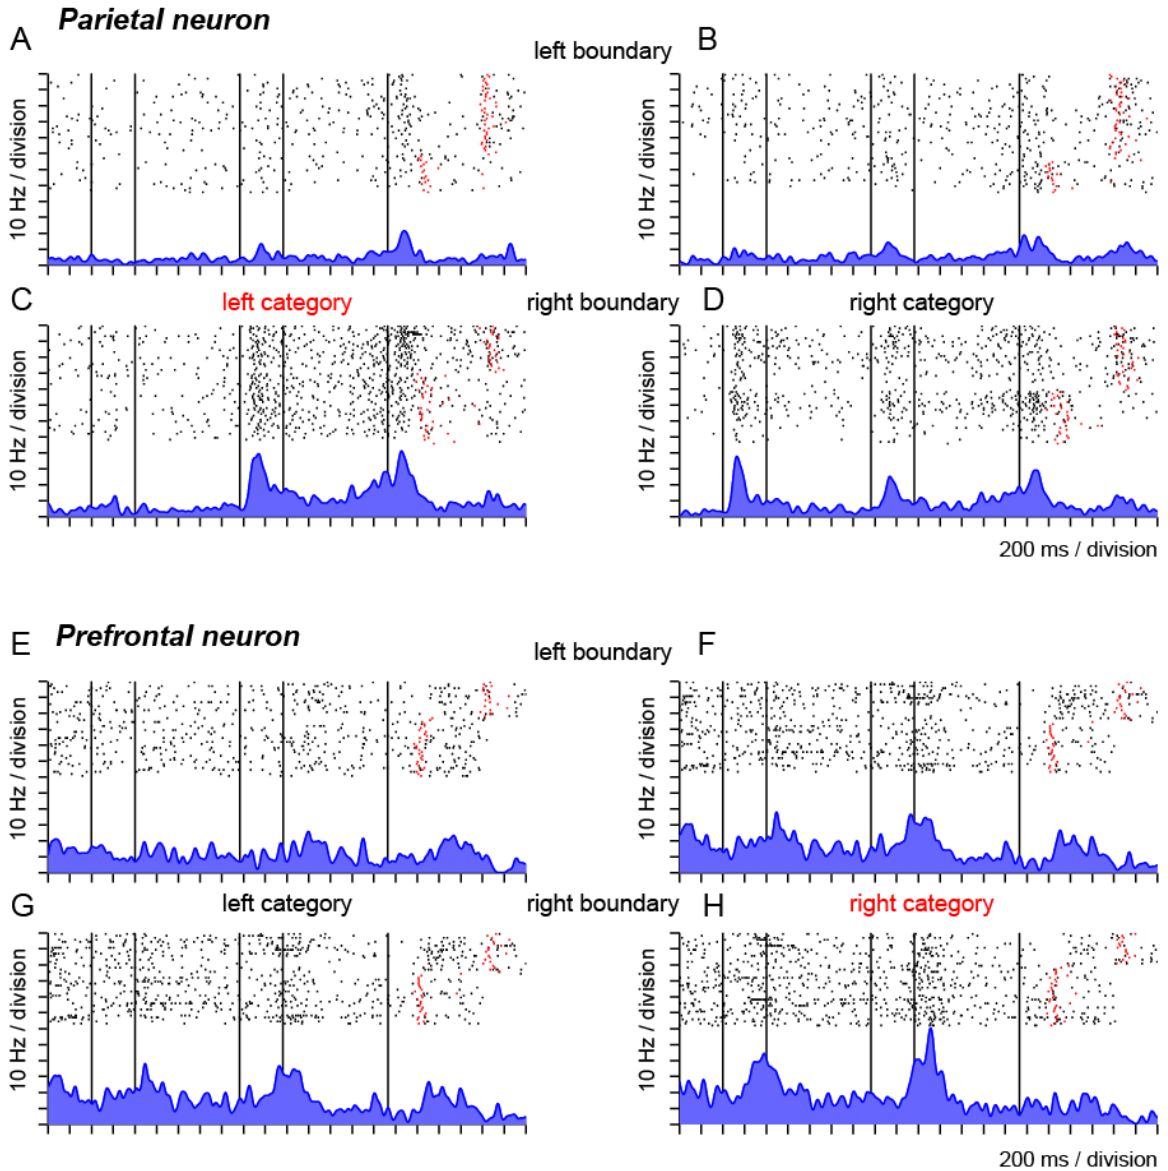 A Parietal neuron
left boundary B
10 Hz / division
10 Hz / division
C left category right boundary D right category
10 Hz / division
10 Hz / division
200 ms / division
E Prefrontal neuron
left boundary F
10 Hz / division
10 Hz / division
G left category right boundary H right category
10 Hz / division
10 Hz / division
200 ms / division